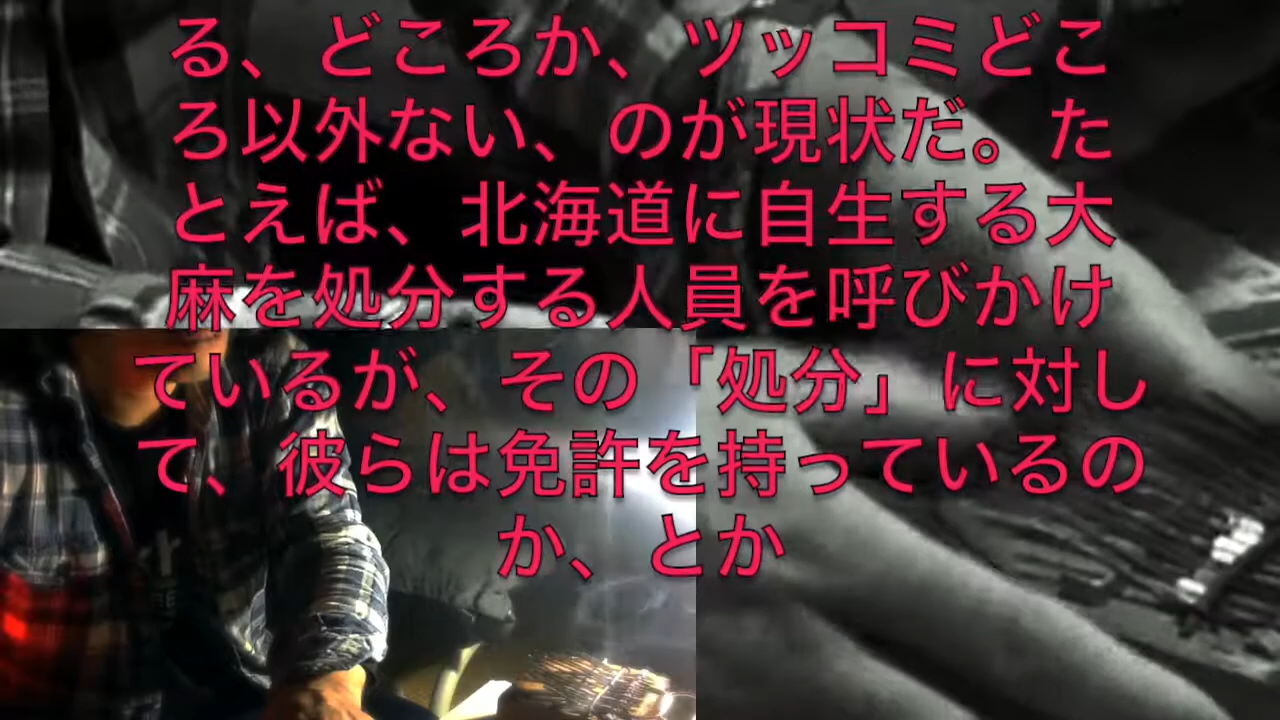 る、どころか、ツッコミどこ
ろ以外ない、のが現状だ。た
とえば、北海道に自生する大
麻を処分する人員を呼びかけ
ているが、その「処分」に対し
て、彼らは免許を持っているの
か、とか